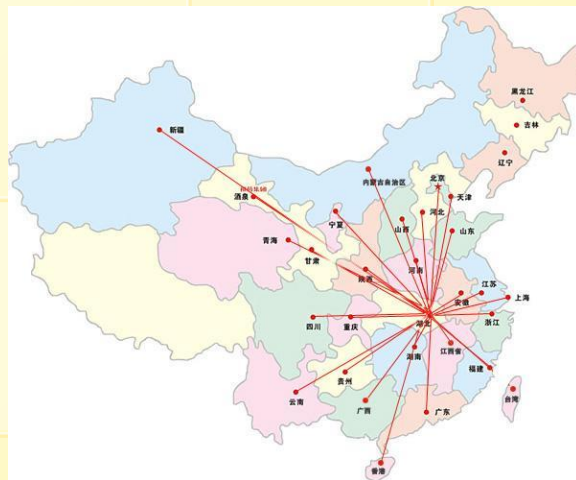 黑龙江
吉林
新疆
辽宁
北京
内蒙古自治区
酒泉
天津
宁夏
河北
山西
山东
青海
甘肃
河南
陕西
江苏
安徽
上海
四川
重庆
湖北
浙江
湖南
江西省
福建
贵州
云南
台湾
广西
广东
香港